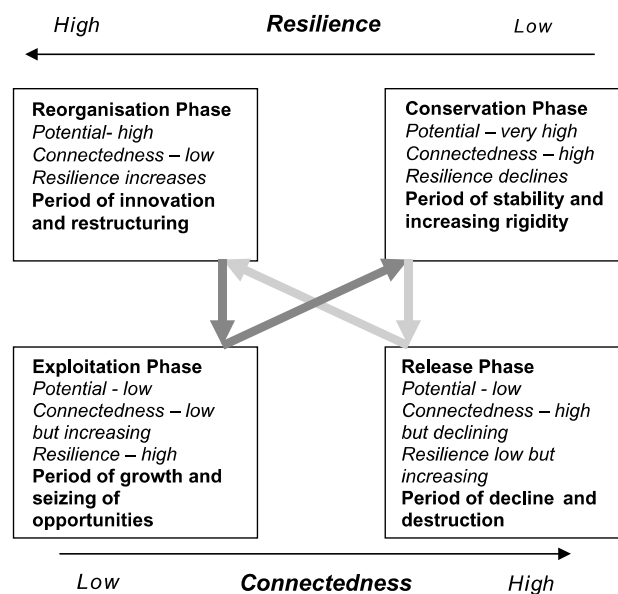 High Resilience Low
Reorganisation Phase
Potential- high
Connectedness – low
Resilience increases
Period of innovation
and restructuring
Conservation Phase
Potential – very high
Connectedness – high
Resilience declines
Period of stability and
increasing rigidity
Exploitation Phase
Potential - low
Connectedness – low
but increasing
Resilience – high
Period of growth and
seizing of
opportunities
Release Phase
Potential - low
Connectedness – high
but declining
Resilience low but
increasing
Period of decline and
destruction
Low Connectedness High